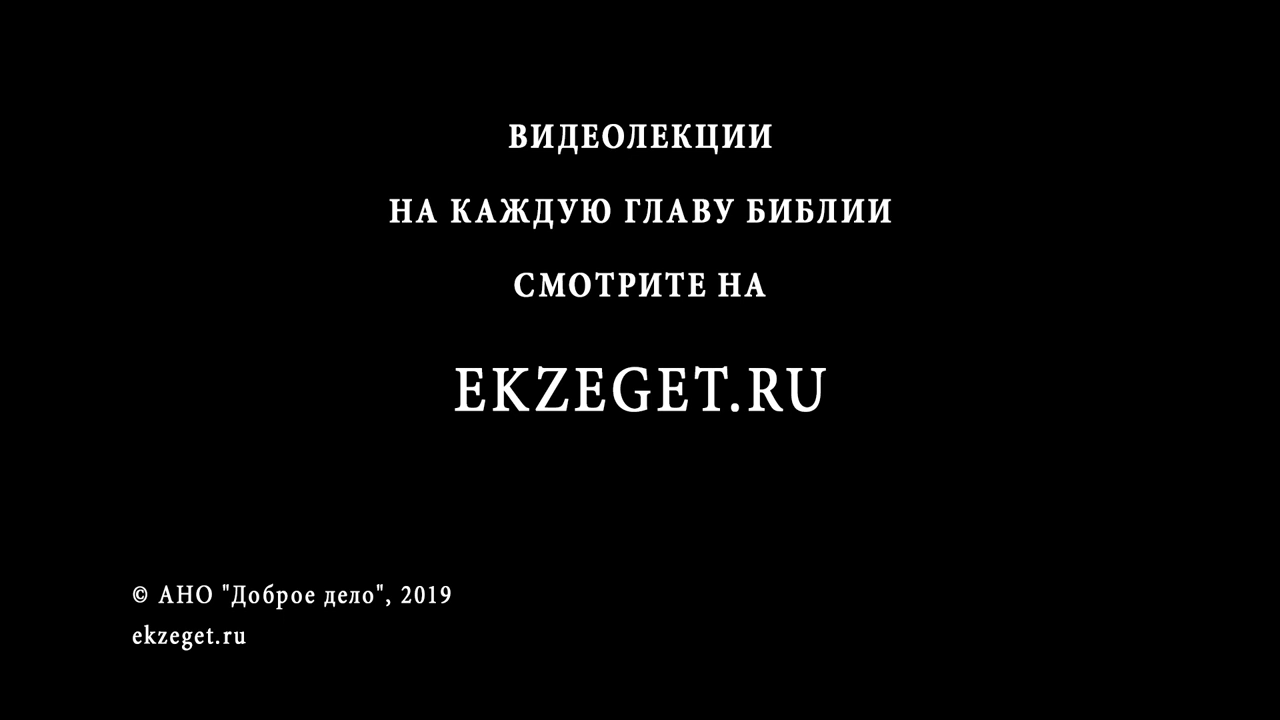 ВИДЕОЛЕКЦИИ
НА КАЖДУЮ ГЛАВУ БИБЛИИ
СМОТРИТЕ НА
EKZEGET.RU
© АНО "Доброе дело", 2019
ekzeget.ru